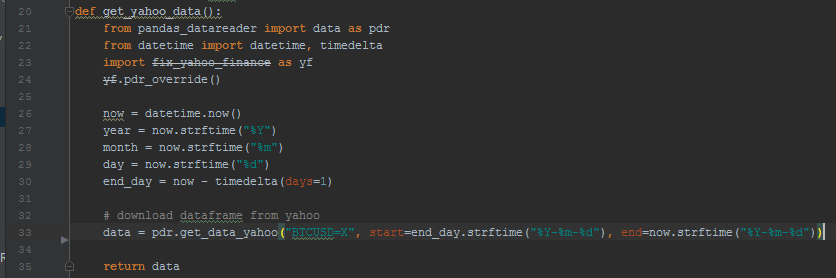 20 def get_yahoo_data():
21 from pandas_datareader import data as pdr
22 from datetime import datetime, timedelta
23 import fix_yahoo_finance as yf
24 yf.pdr_override()
25
26 now = datetime.now()
27 year = now.strftime("%Y")
28 month = now.strftime("%m")
29 day = now.strftime("%d")
30 end_day = now - timedelta(days=1)
31
32 # download dataframe from yahoo
33 data = pdr.get_data_yahoo("BTCUSD=X", start=end_day.strftime("%Y-%m-%d"), end=now.strftime("%Y-%m-%d"))
34
35 return data